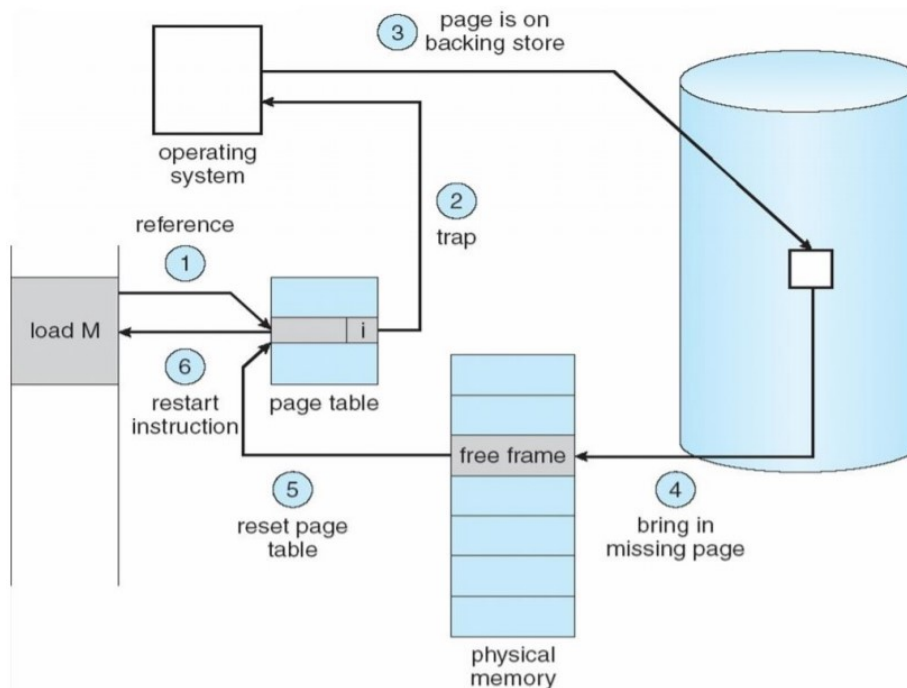 3
page is on
backing store
operating
system
2
trap
reference
1
load M
i
6
restart
instruction
page table
free frame
5
reset page
table
4
bring in
missing page
physical
memory